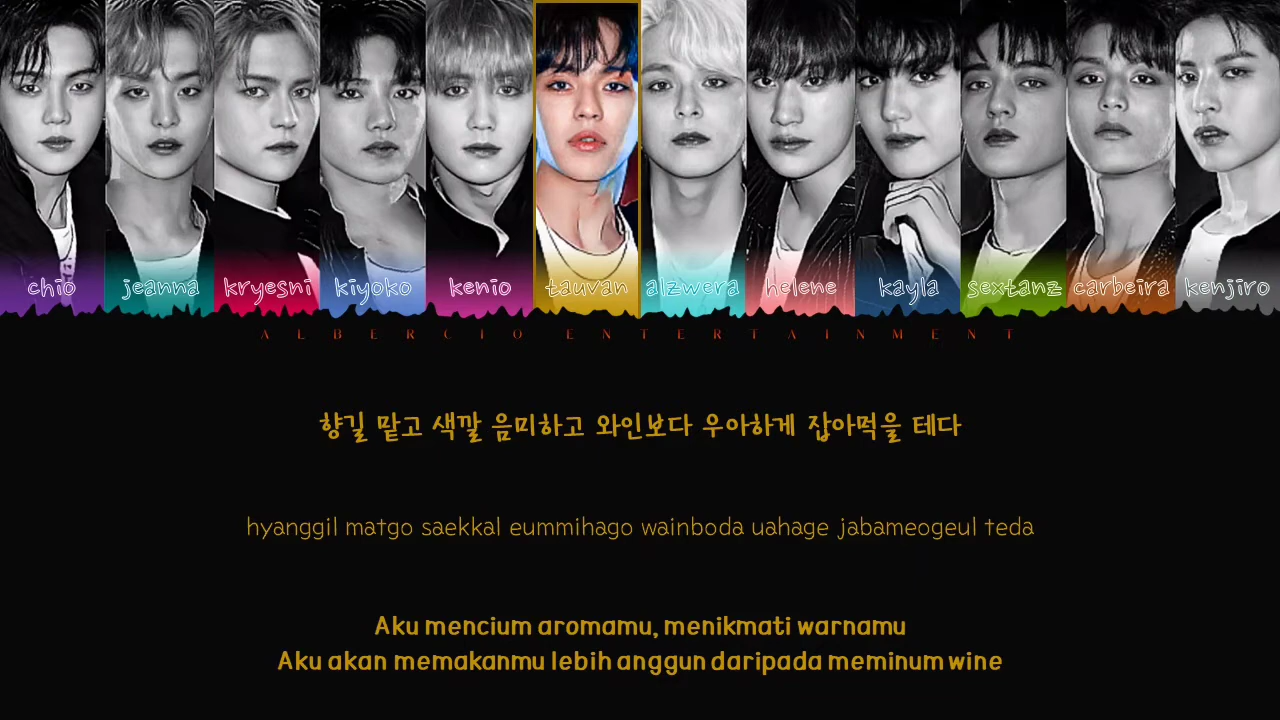 chio jeanna kryesni kiyoko kenio tauvan alzwera helene kayla sextanz carbeira kenjiro
ALBERCIO ENTERTAINMENT
향길 맡고 색깔 음미하고 와인보다 우아하게 잡아먹을 테다
hyanggil matgo saekkal eummihago wainboda uahage jabameogeul teda
Aku mencium aromamu, menikmati warnamu
Aku akan memakanmu lebih anggun daripada meminum wine